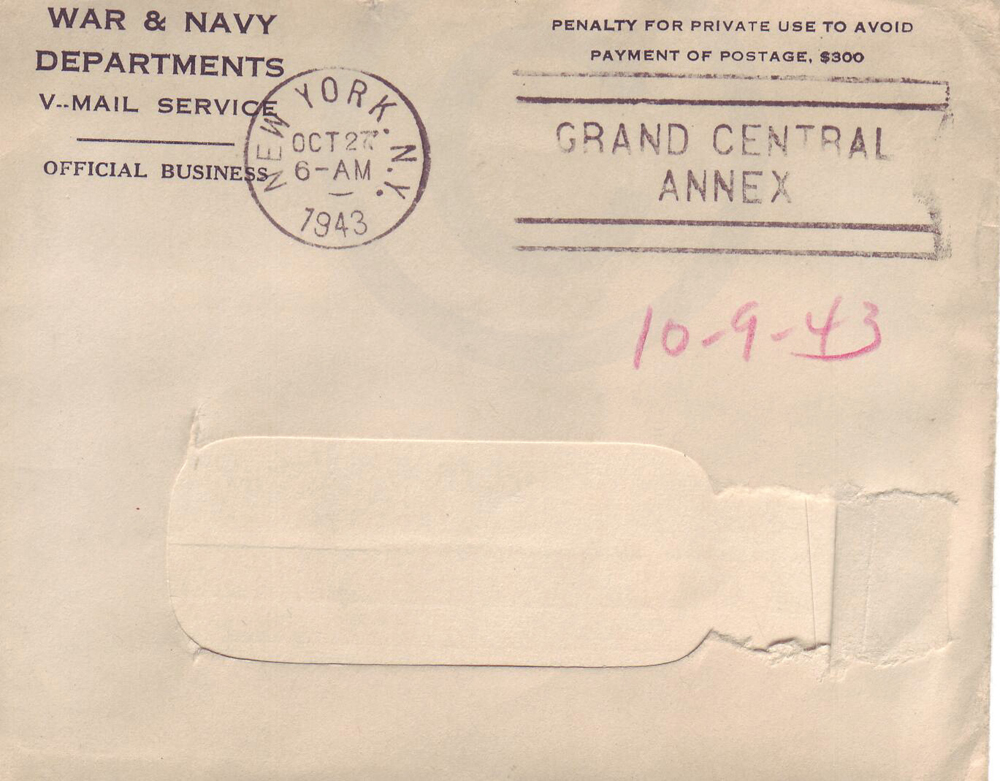 WAR & NAVY
DEPARTMENTS
V--MAIL SERVICE
OFFICIAL BUSINESS
PENALTY FOR PRIVATE USE TO AVOID
PAYMENT OF POSTAGE, $300
NEW YORK, N.Y.
OCT 27
6-AM
1943
GRAND CENTRAL
ANNEX
10-9-43